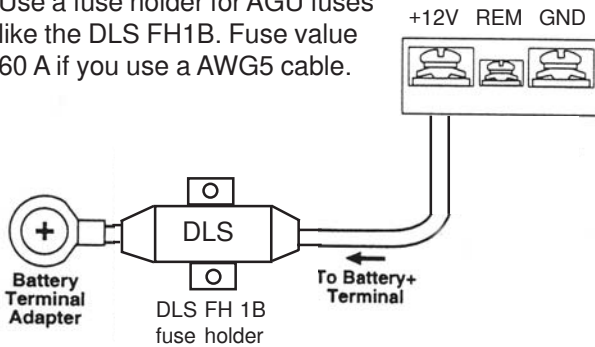 Use a fuse holder for AGU fuses
like the DLS FH1B. Fuse value
60 A if you use a AWG5 cable.
+12V REM GND
DLS
To Battery+
Terminal
Battery
Terminal
Adapter
DLS FH 1B
fuse holder